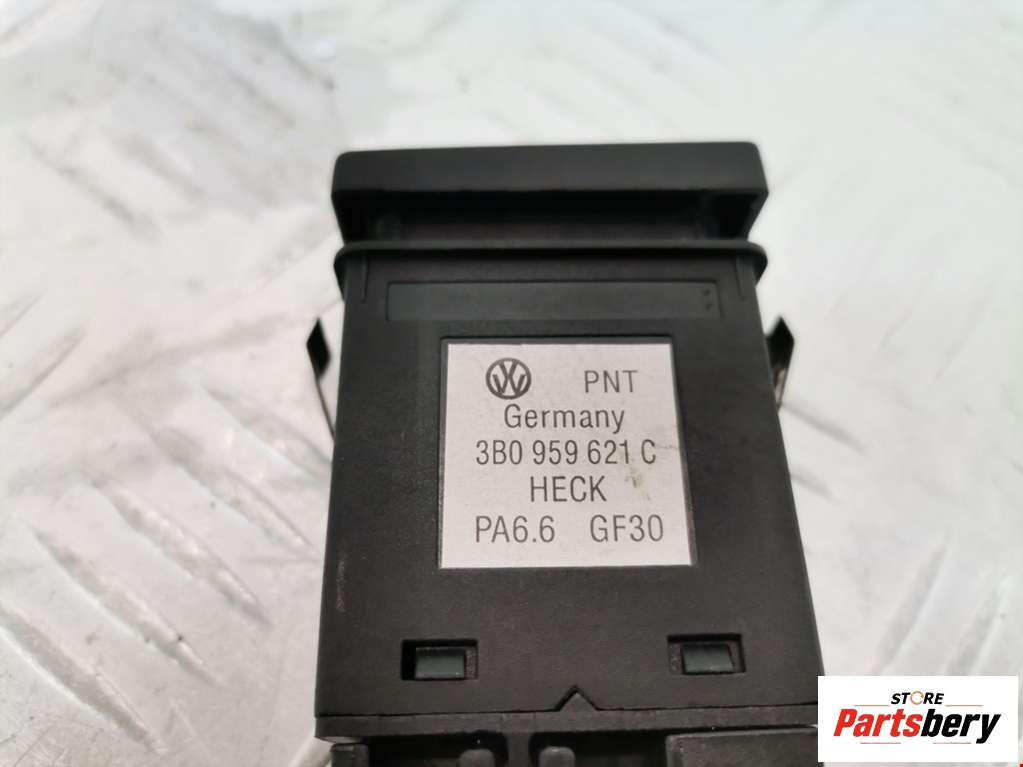 PNT
Germany
3B0 959 621 C
HECK
PA6.6 GF30
STORE
Partsbery